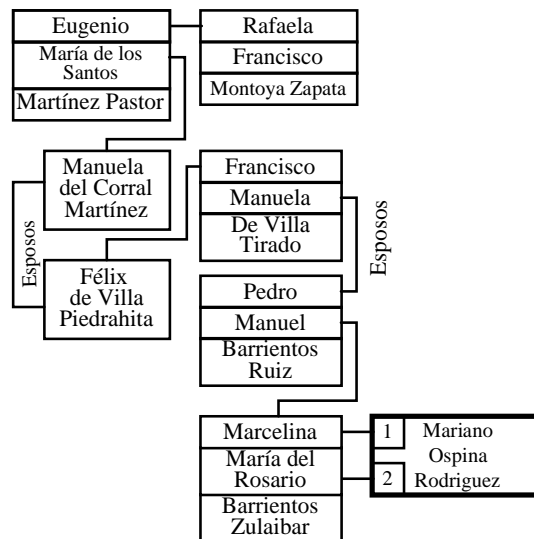 Eugenio
María de los
Santos
Martínez Pastor
Rafaela
Francisco
Montoya Zapata
Manuela
del Corral
Martínez
Esposos
Félix
de Villa
Piedrahita
Francisco
Manuela
De Villa
Tirado
Esposos
Pedro
Manuel
Barrientos
Ruiz
Marcelina
María del
Rosario
Barrientos
Zulaibar
1
2
Mariano
Ospina
Rodriguez